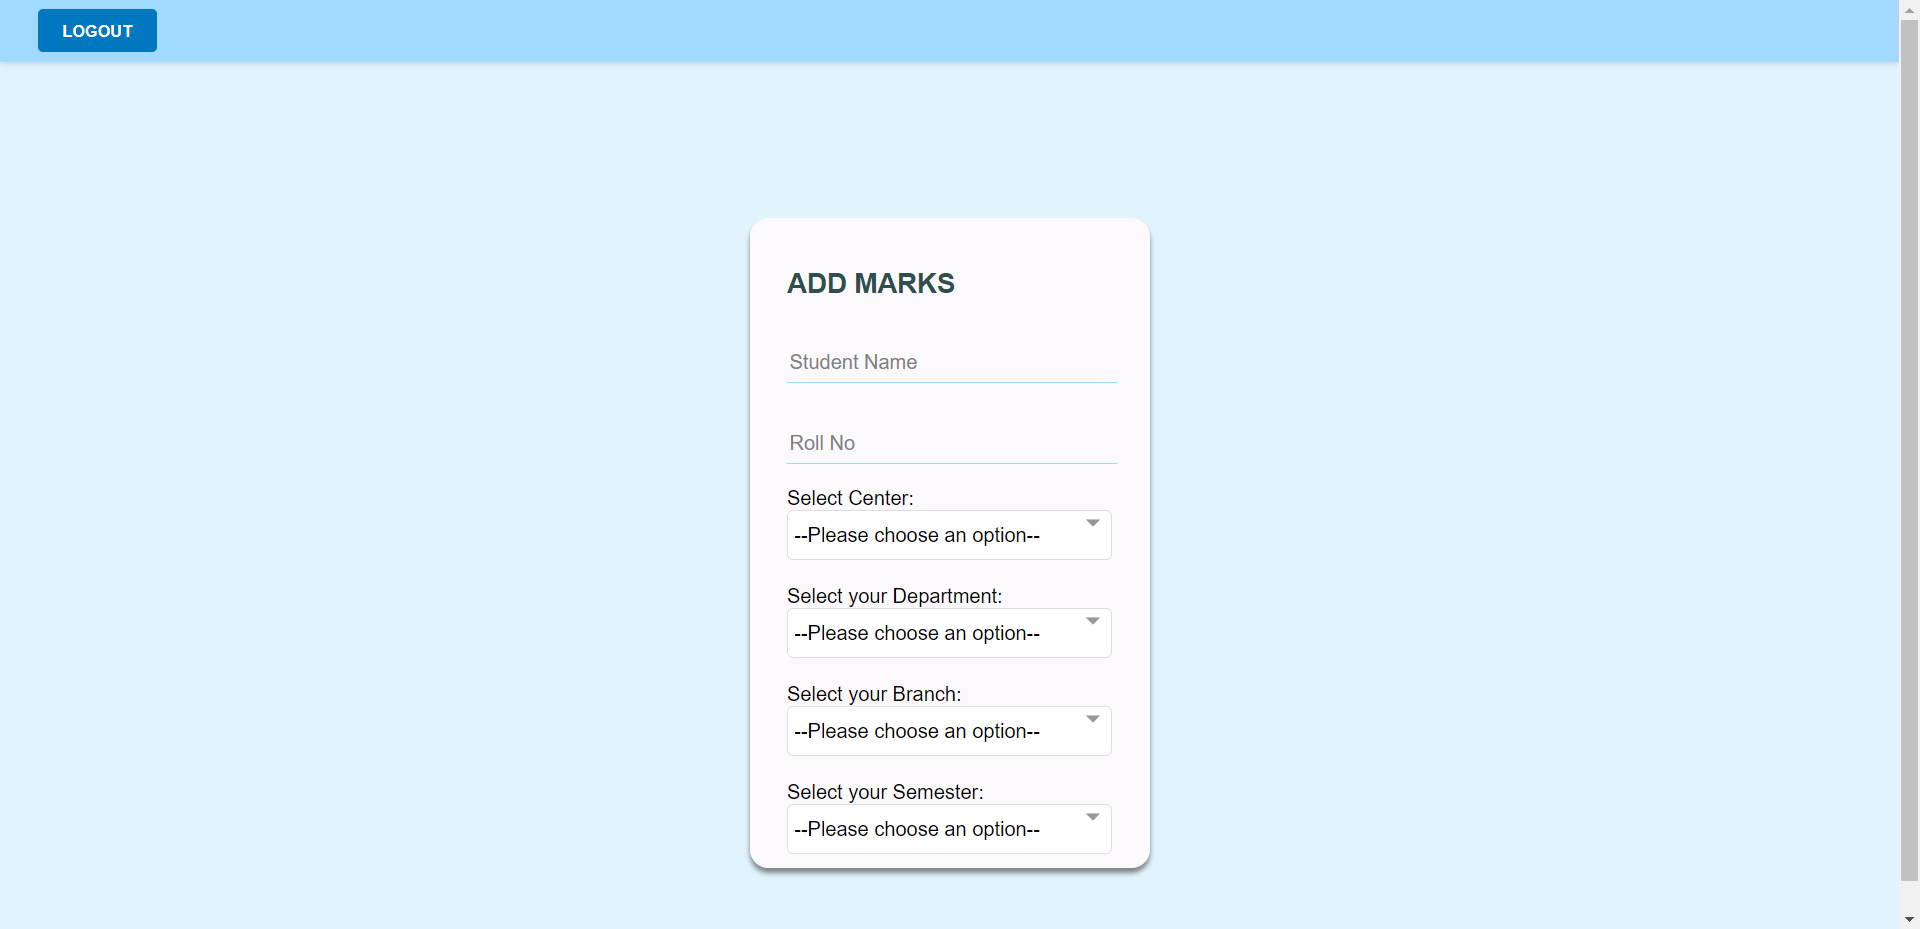 LOGOUT
ADD MARKS
Student Name
Roll No
Select Center:
--Please choose an option--
Select your Department:
--Please choose an option--
Select your Branch:
--Please choose an option--
Select your Semester:
--Please choose an option--